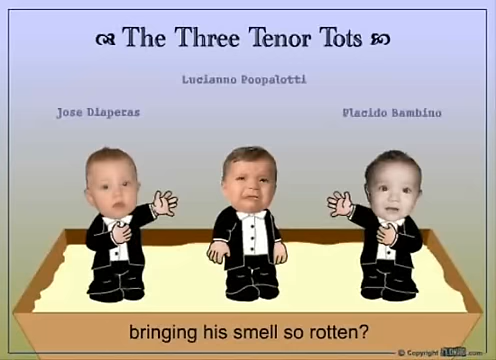 The Three Tenor Tots
Lucianno Poopalotti
Jose Diaperas
Placido Bambino
bringing his smell so rotten?
© Copyright